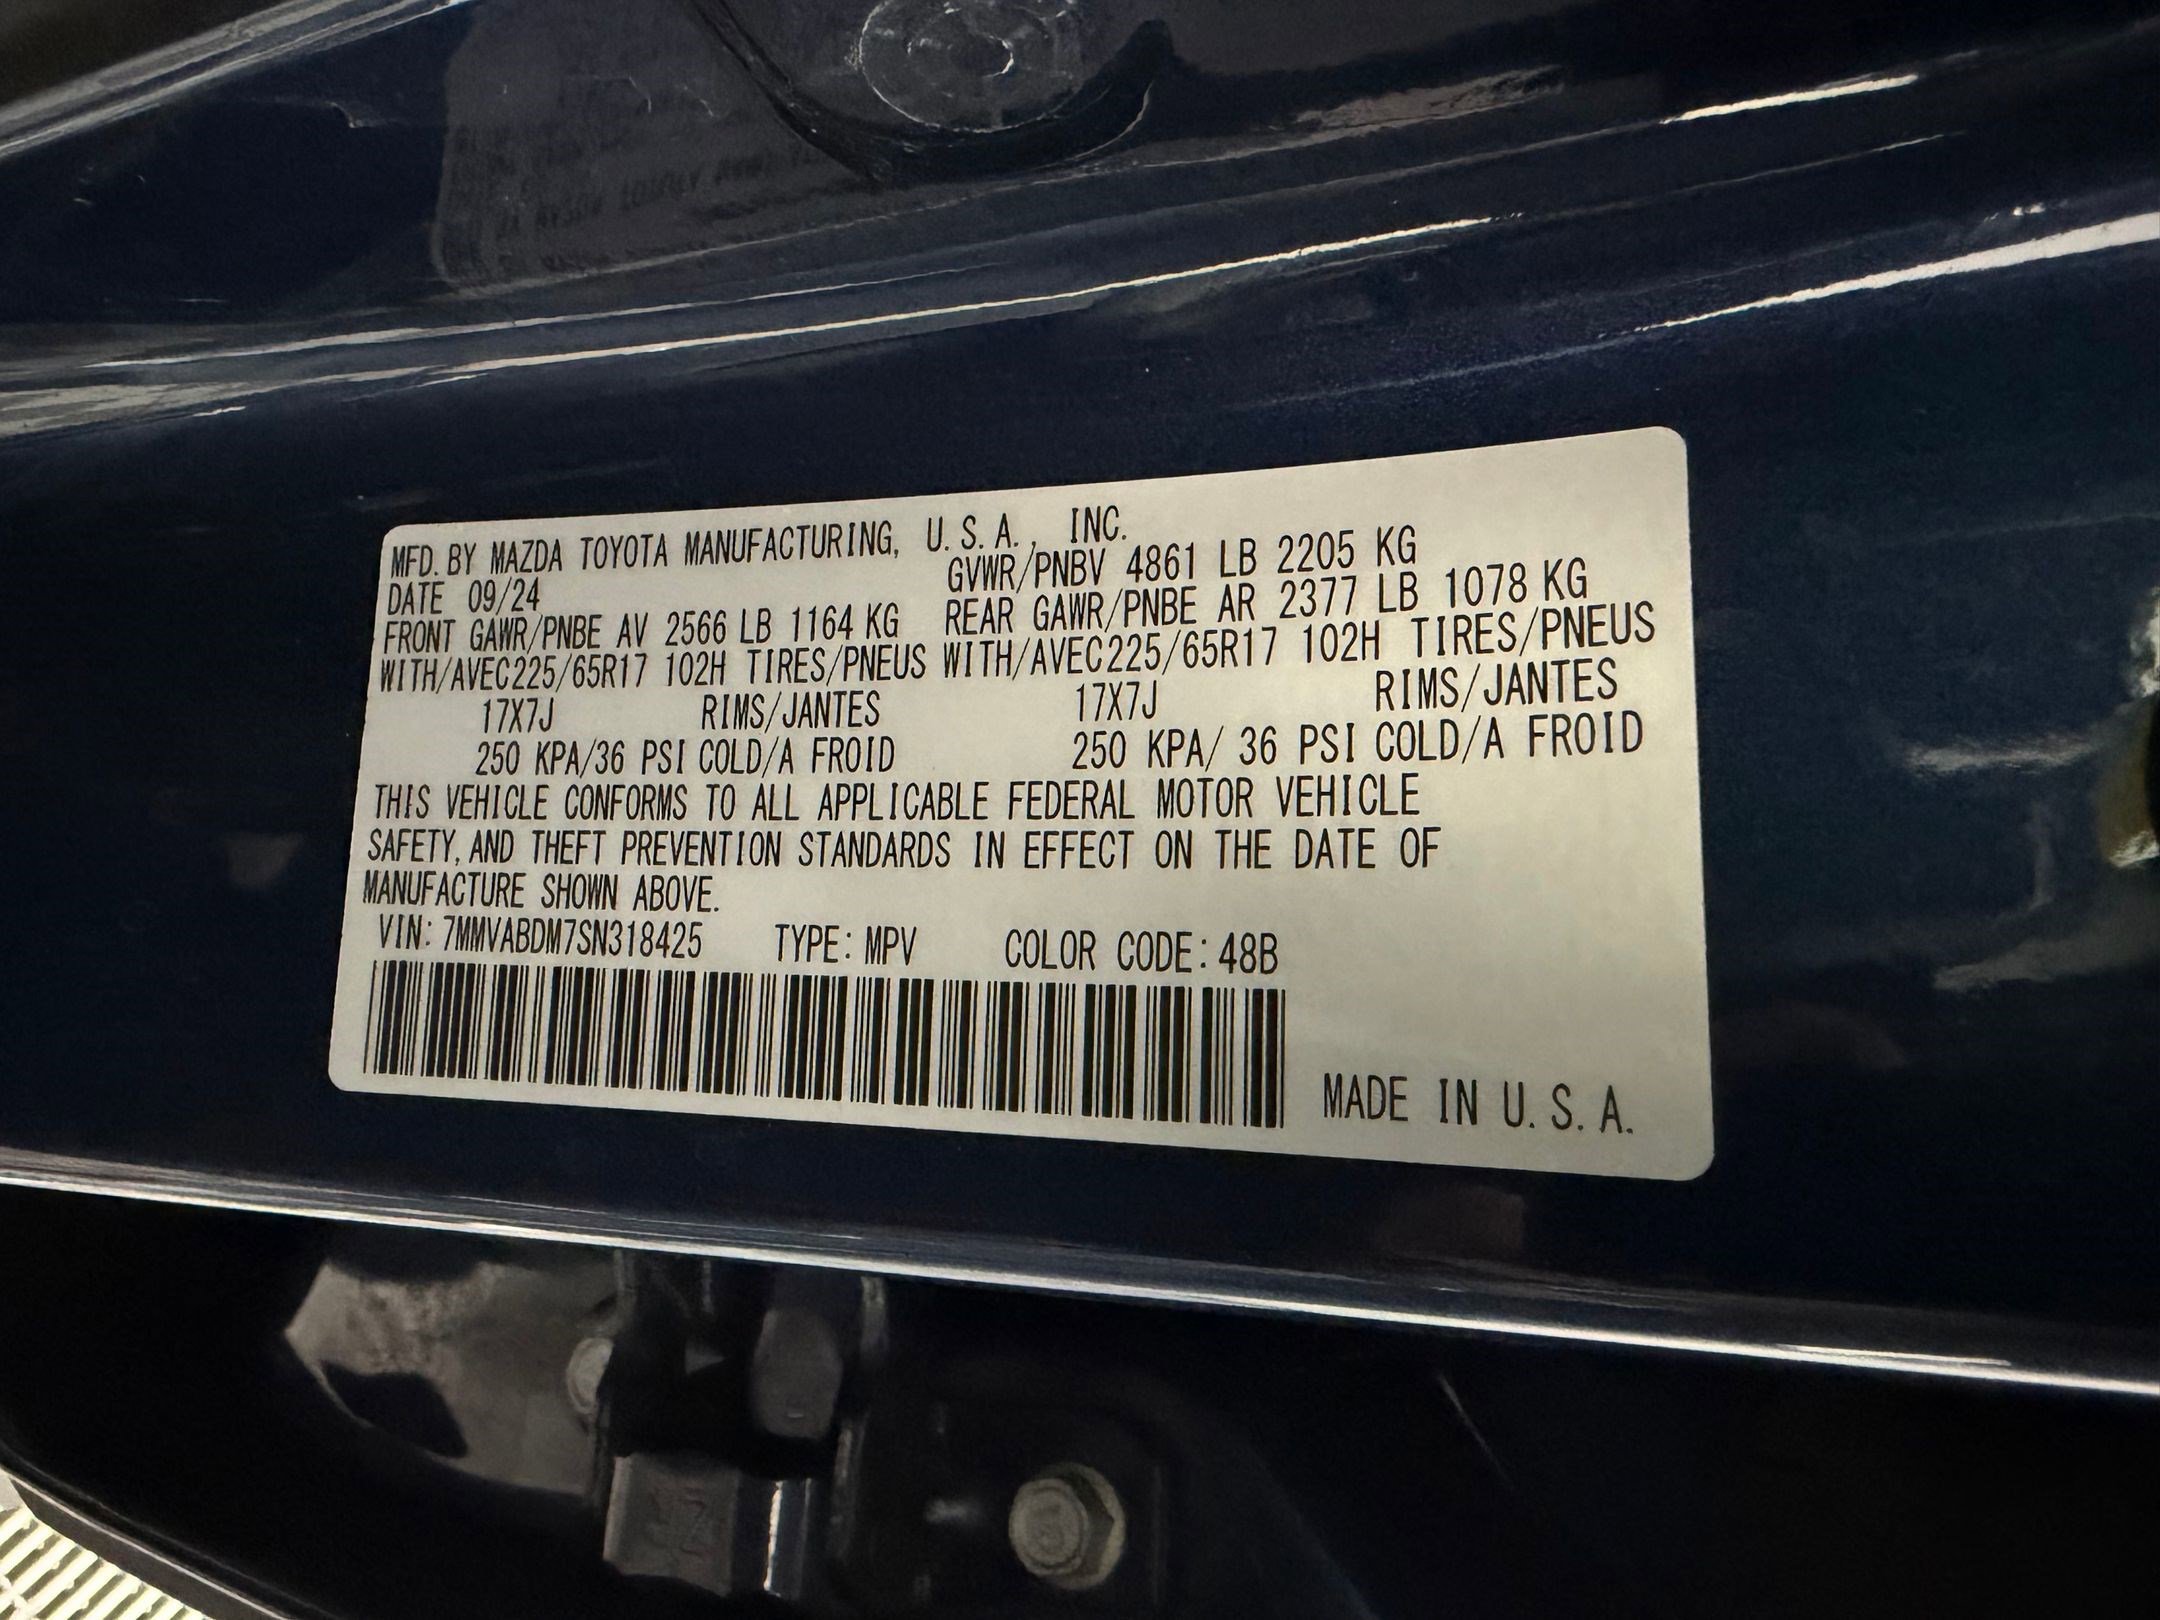 MFD. BY MAZDA TOYOTA MANUFACTURING, U.S.A., INC.
DATE 09/24 GVWR/PNBV 4861 LB 2205 KG
FRONT GAWR/PNBE AV 2566 LB 1164 KG REAR GAWR/PNBE AR 2377 LB 1078 KG
WITH/AVEC225/65R17 102H TIRES/PNEUS WITH/AVEC225/65R17 102H TIRES/PNEUS
17X7J RIMS/JANTES 17X7J RIMS/JANTES
250 KPA/36 PSI COLD/A FROID 250 KPA/ 36 PSI COLD/A FROID
THIS VEHICLE CONFORMS TO ALL APPLICABLE FEDERAL MOTOR VEHICLE
SAFETY, AND THEFT PREVENTION STANDARDS IN EFFECT ON THE DATE OF
MANUFACTURE SHOWN ABOVE.
VIN: 7MMVABDM7SN318425 TYPE: MPV COLOR CODE: 48B
MADE IN U.S.A.